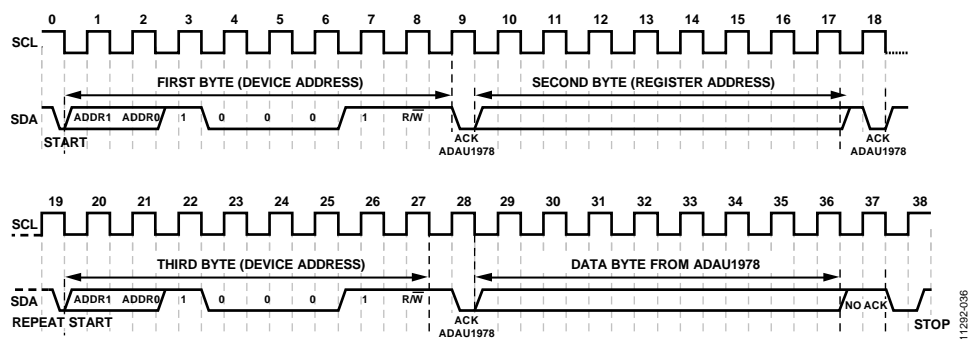 0 1 2 3 4 5 6 7 8 9 10 11 12 13 14 15 16 17 18
SCL
FIRST BYTE (DEVICE ADDRESS) SECOND BYTE (REGISTER ADDRESS)
SDA ADDR1 ADDR0 1 0 0 0 1 R/W
START ACK ADAU1978 ACK ADAU1978
19 20 21 22 23 24 25 26 27 28 29 30 31 32 33 34 35 36 37 38
SCL
THIRD BYTE (DEVICE ADDRESS) DATA BYTE FROM ADAU1978
SDA ADDR1 ADDR0 1 0 0 0 1 R/W NO ACK
REPEAT START ACK ADAU1978 STOP
11292-036